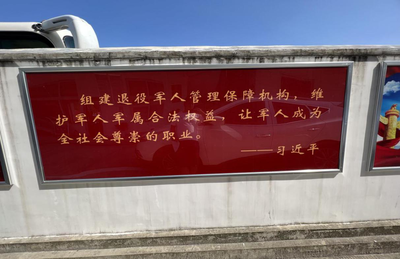 组建退役军人管理保障机构，维
护军人军属合法权益，让军人成为
全社会尊崇的职业。
——习近平